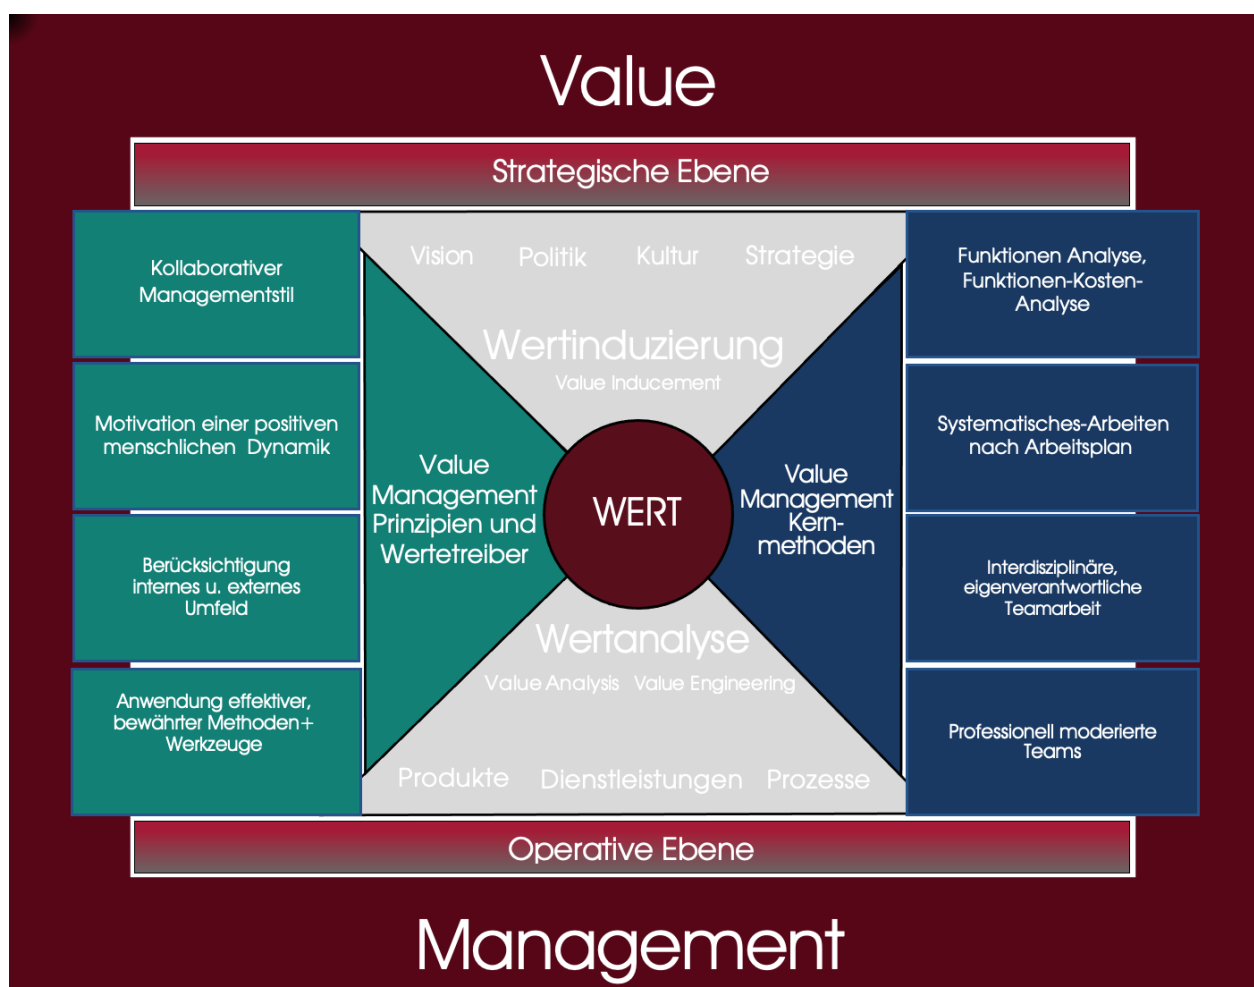 Value
Strategische Ebene
Vision Politik Kultur Strategie
Wertinduzierung
Value Inducement
Kollaborativer
Managementstil
Motivation einer positiven
menschlichen Dynamik
Berücksichtigung
internes u. externes
Umfeld
Anwendung effektiver,
bewährter Methoden+
Werkzeuge
Value
Management
Prinzipien und
Wertetreiber
WERT
Value
Management
Kern-
methoden
Funktionen Analyse,
Funktionen-Kosten-
Analyse
Systematisches-Arbeiten
nach Arbeitsplan
Interdisziplinäre,
eigenverantwortliche
Teamarbeit
Professionell moderierte
Teams
Wertanalyse
Value Analysis Value Engineering
Produkte Dienstleistungen Prozesse
Operative Ebene
Management